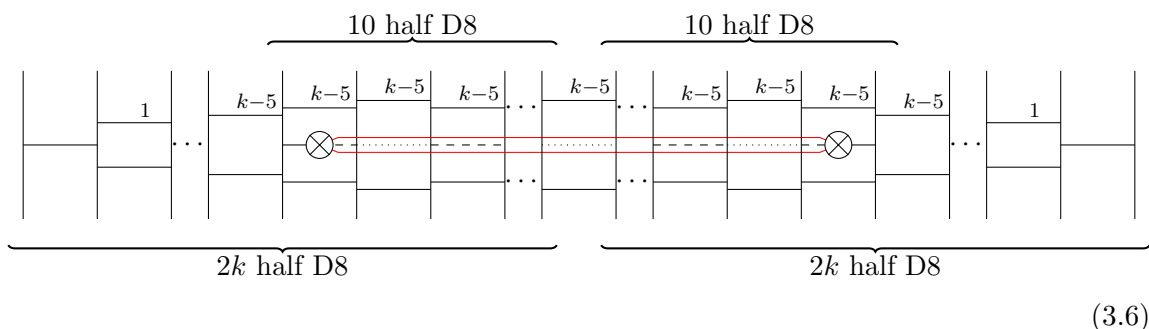 10 half D8 10 half D8
1 ... k−5 k−5 k−5 k−5 ... k−5 ... k−5 k−5 k−5 k−5 ... 1
2k half D8 2k half D8
(3.6)